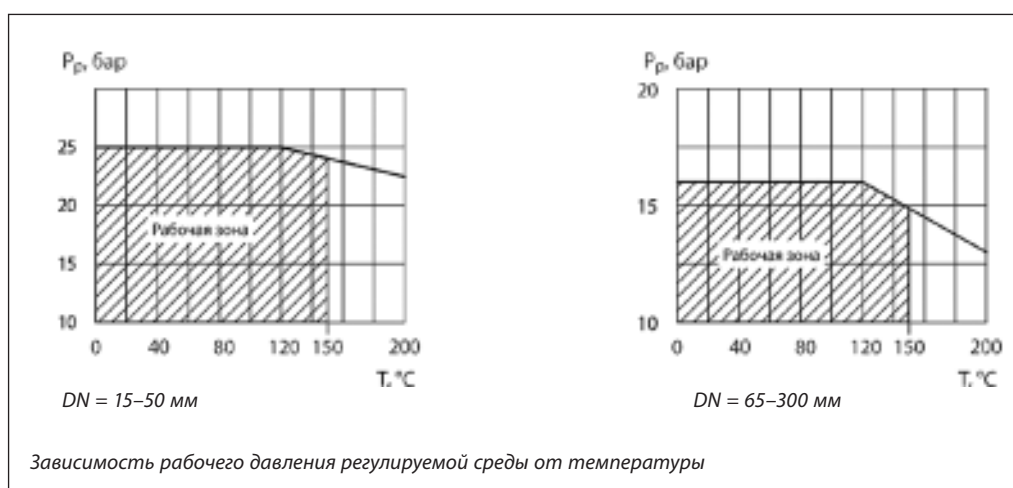 Pр, бар
25
20
15
10
Рабочая зона
0 40 80 120 150 200
T, °C
DN = 15–50 мм
Pр, бар
20
15
10
Рабочая зона
0 40 80 120 150 200
T, °C
DN = 65–300 мм
Зависимость рабочего давления регулируемой среды от температуры